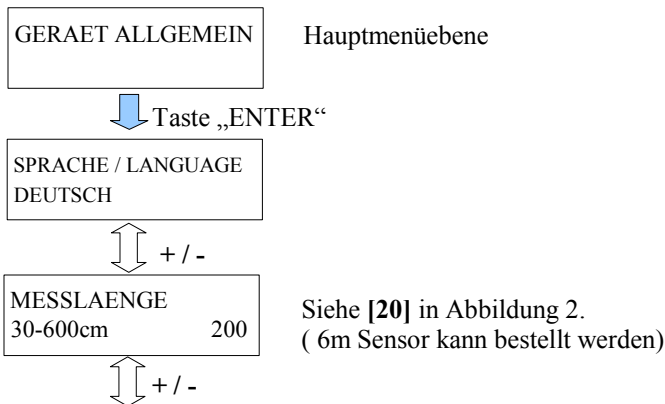 GERAET ALLGEMEIN
Hauptmenüebene
Taste „ENTER“
SPRACHE / LANGUAGE
DEUTSCH
+ / -
MESSLAENGE
30-600cm 200
Siehe [20] in Abbildung 2.
( 6m Sensor kann bestellt werden)
+ / -